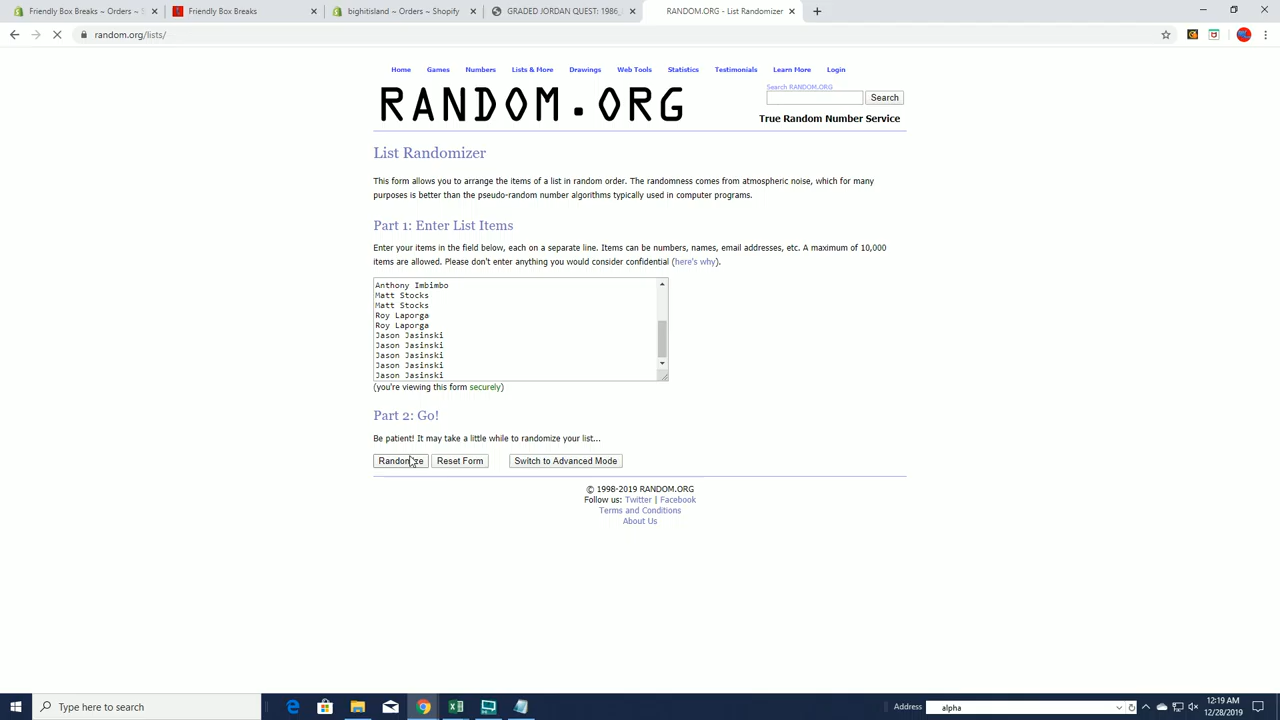 Friendly Box Breaks ~ Orders ~ S
Friendly Box Breaks
bightisland ~ Orders ~ Shopify
GRADED JORDAN QUEST: 1986
RANDOM.ORG - List Randomizer
random.org/lists/
Home Games Numbers Lists & More Drawings Web Tools Statistics Testimonials Learn More Login
Search RANDOM.ORG
RANDOM.ORG
Search
True Random Number Service
List Randomizer
This form allows you to arrange the items of a list in random order. The randomness comes from atmospheric noise, which for many
purposes is better than the pseudo-random number algorithms typically used in computer programs.
Part 1: Enter List Items
Enter your items in the field below, each on a separate line. Items can be numbers, names, email addresses, etc. A maximum of 10,000
items are allowed. Please don't enter anything you would consider confidential (here's why).
Anthony Imbimbo
Matt Stocks
Matt Stocks
Roy Laporga
Roy Laporga
Jason Jasinski
Jason Jasinski
Jason Jasinski
Jason Jasinski
Jason Jasinski
(you're viewing this form securely)
Part 2: Go!
Be patient! It may take a little while to randomize your list...
Randomize Reset Form Switch to Advanced Mode
© 1998-2019 RANDOM.ORG
Follow us: Twitter | Facebook
Terms and Conditions
About Us
Type here to search
Address alpha
12:19 AM
12/28/2019